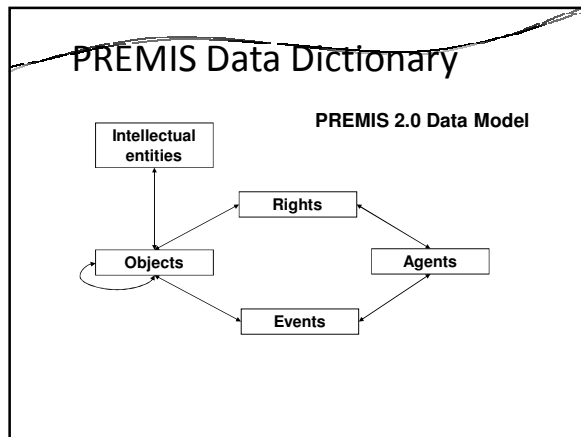 PREMIS Data Dictionary
PREMIS 2.0 Data Model
Intellectual
entities
Rights
Objects
Agents
Events